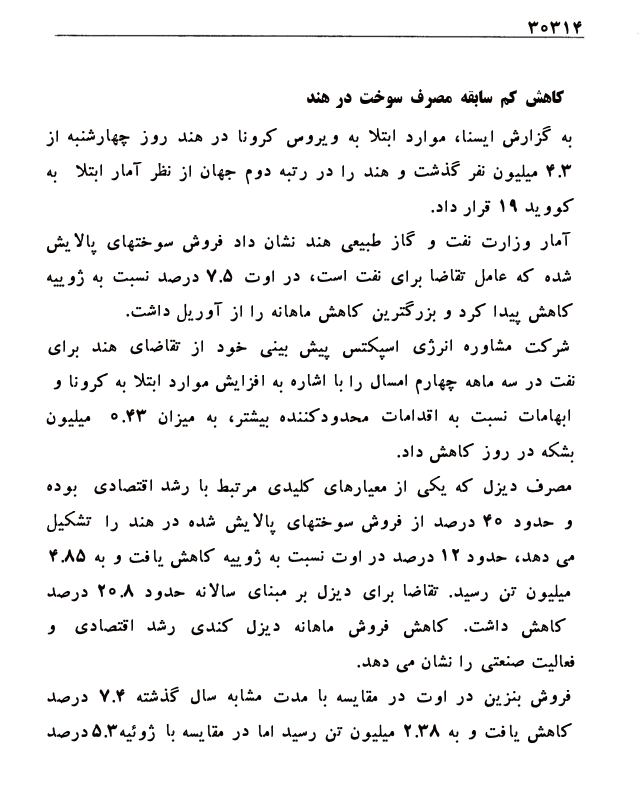 ۳۰۳۱۴
کاهش کم سابقه مصرف سوخت در هند
به گزارش ایسنا، موارد ابتلا به ویروس کرونا در هند روز چهارشنبه از
۴.۳ میلیون نفر گذشت و هند را در رتبه دوم جهان از نظر آمار ابتلا به
کووید ۱۹ قرار داد.
آمار وزارت نفت و گاز طبیعی هند نشان داد فروش سوختهای پالایش
شده که عامل تقاضا برای نفت است، در اوت ۷.۵ درصد نسبت به ژوییه
کاهش پیدا کرد و بزرگترین کاهش ماهانه را از آوریل داشت.
شرکت مشاوره انرژی اسپکتس پیش بینی خود از تقاضای هند برای
نفت در سه ماهه چهارم امسال را با اشاره به افزایش موارد ابتلا به کرونا و
ابهامات نسبت به اقدامات محدودکننده بیشتر، به میزان ۰.۴۳ میلیون
بشکه در روز کاهش داد.
مصرف دیزل که یکی از معیارهای کلیدی مرتبط با رشد اقتصادی بوده
و حدود ۴۰ درصد از فروش سوختهای پالایش شده در هند را تشکیل
می دهد، حدود ۱۲ درصد در اوت نسبت به ژوییه کاهش یافت و به ۴.۸۵
میلیون تن رسید. تقاضا برای دیزل بر مبنای سالانه حدود ۲۰.۸ درصد
کاهش داشت. کاهش فروش ماهانه دیزل کندی رشد اقتصادی و
فعالیت صنعتی را نشان می دهد.
فروش بنزین در اوت در مقایسه با مدت مشابه سال گذشته ۷.۴ درصد
کاهش یافت و به ۲.۳۸ میلیون تن رسید اما در مقایسه با ژوئیه۵.۳درصد